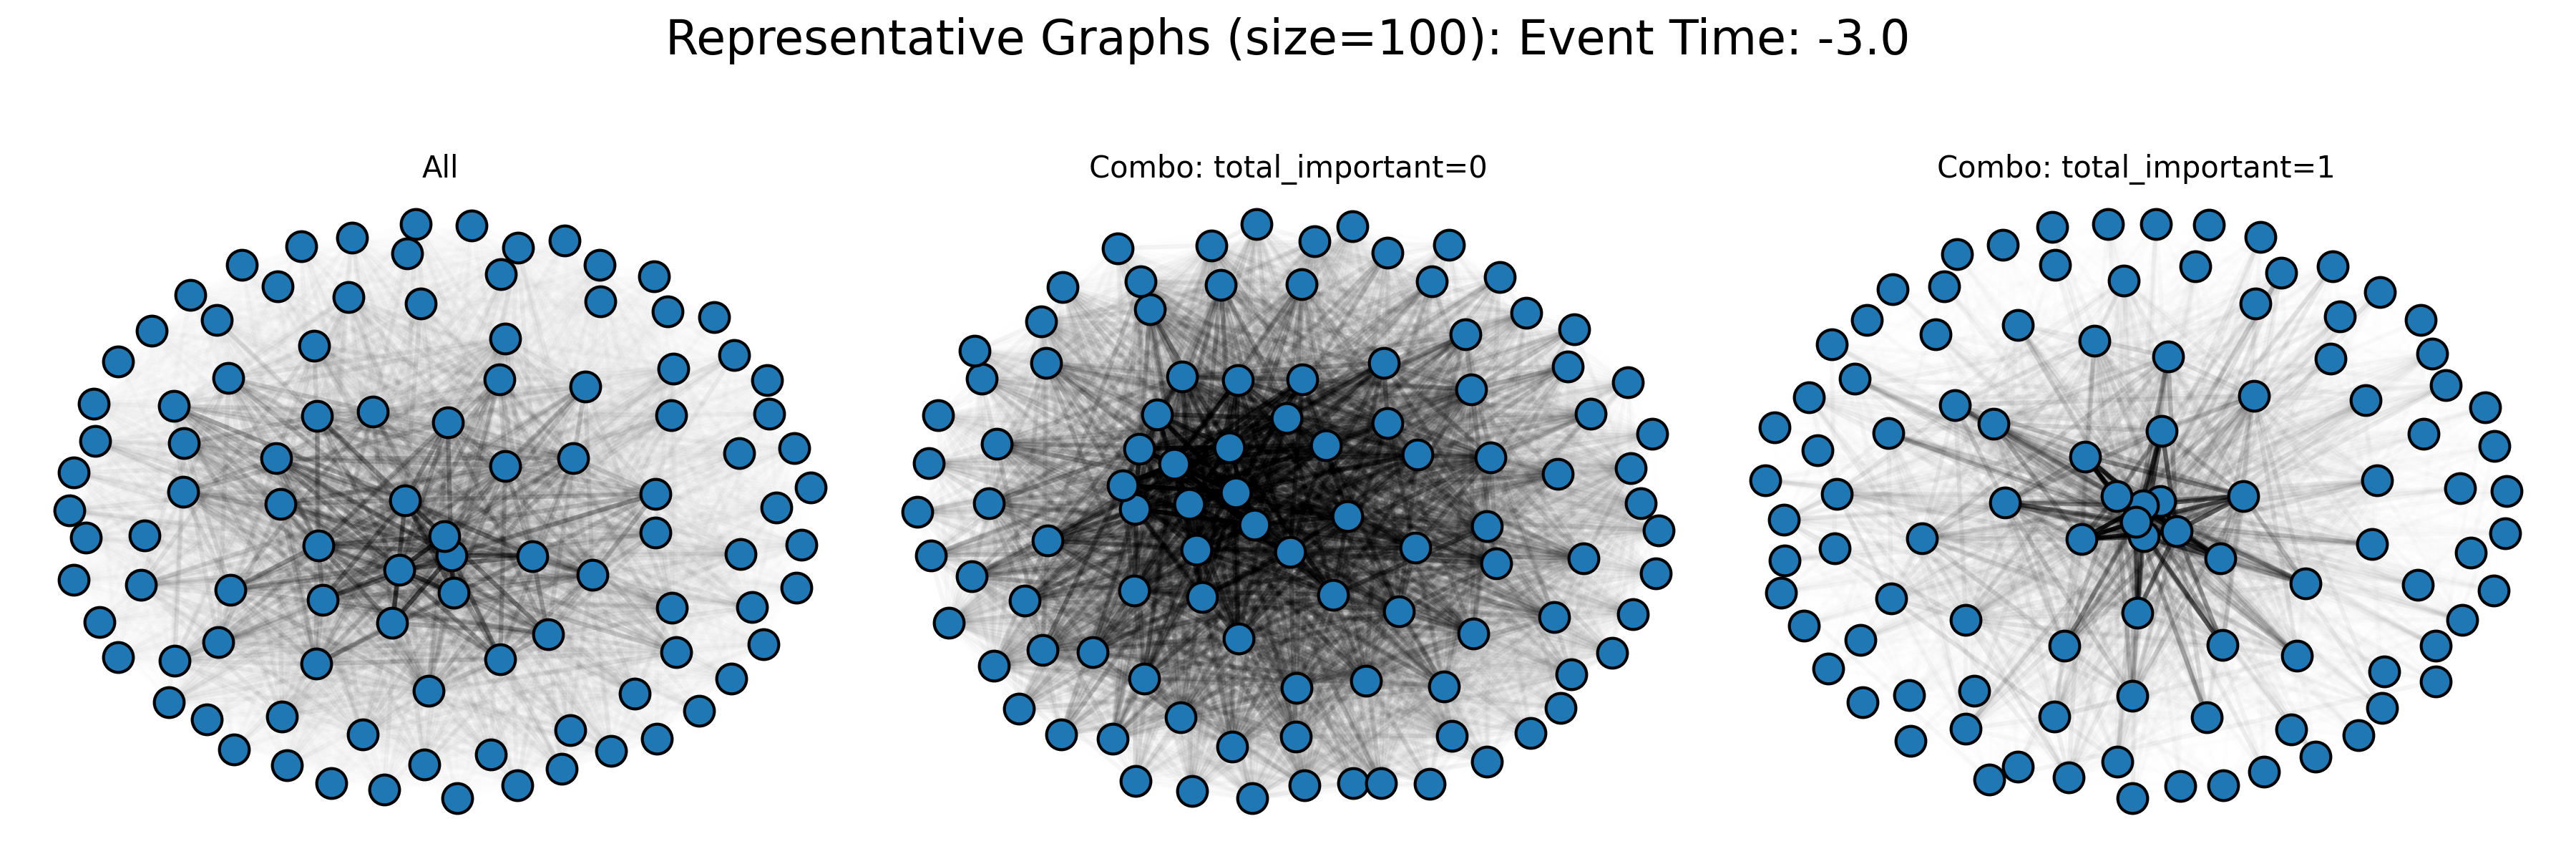 Representative Graphs (size=100): Event Time: -3.0
All
Combo: total_important=0
Combo: total_important=1